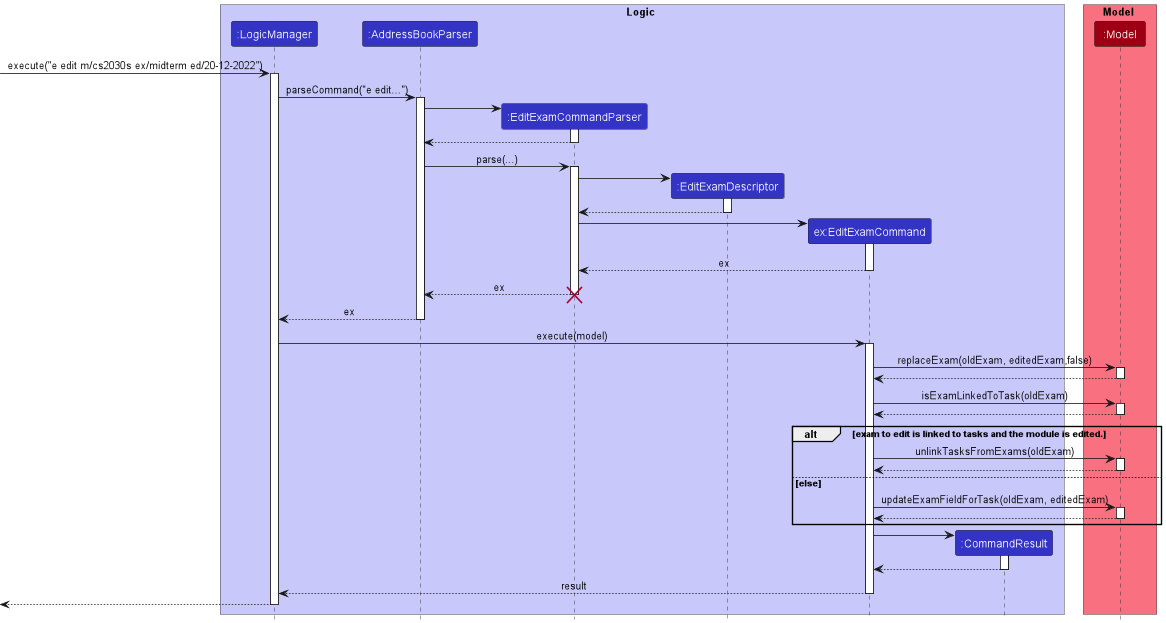 Logic
Model
:LogicManager
:AddressBookParser
:Model
execute("e edit m/cs2030s ex/midterm ed/20-12-2022")
parseCommand("e edit...")
:EditExamCommandParser
parse(...)
:EditExamDescriptor
ex:EditExamCommand
ex
ex
ex
execute(model)
replaceExam(oldExam, editedExam,false)
isExamLinkedToTask(oldExam)
alt [exam to edit is linked to tasks and the module is edited.]
unlinkTasksFromExams(oldExam)
[else]
updateExamFieldForTask(oldExam, editedExam)
:CommandResult
result